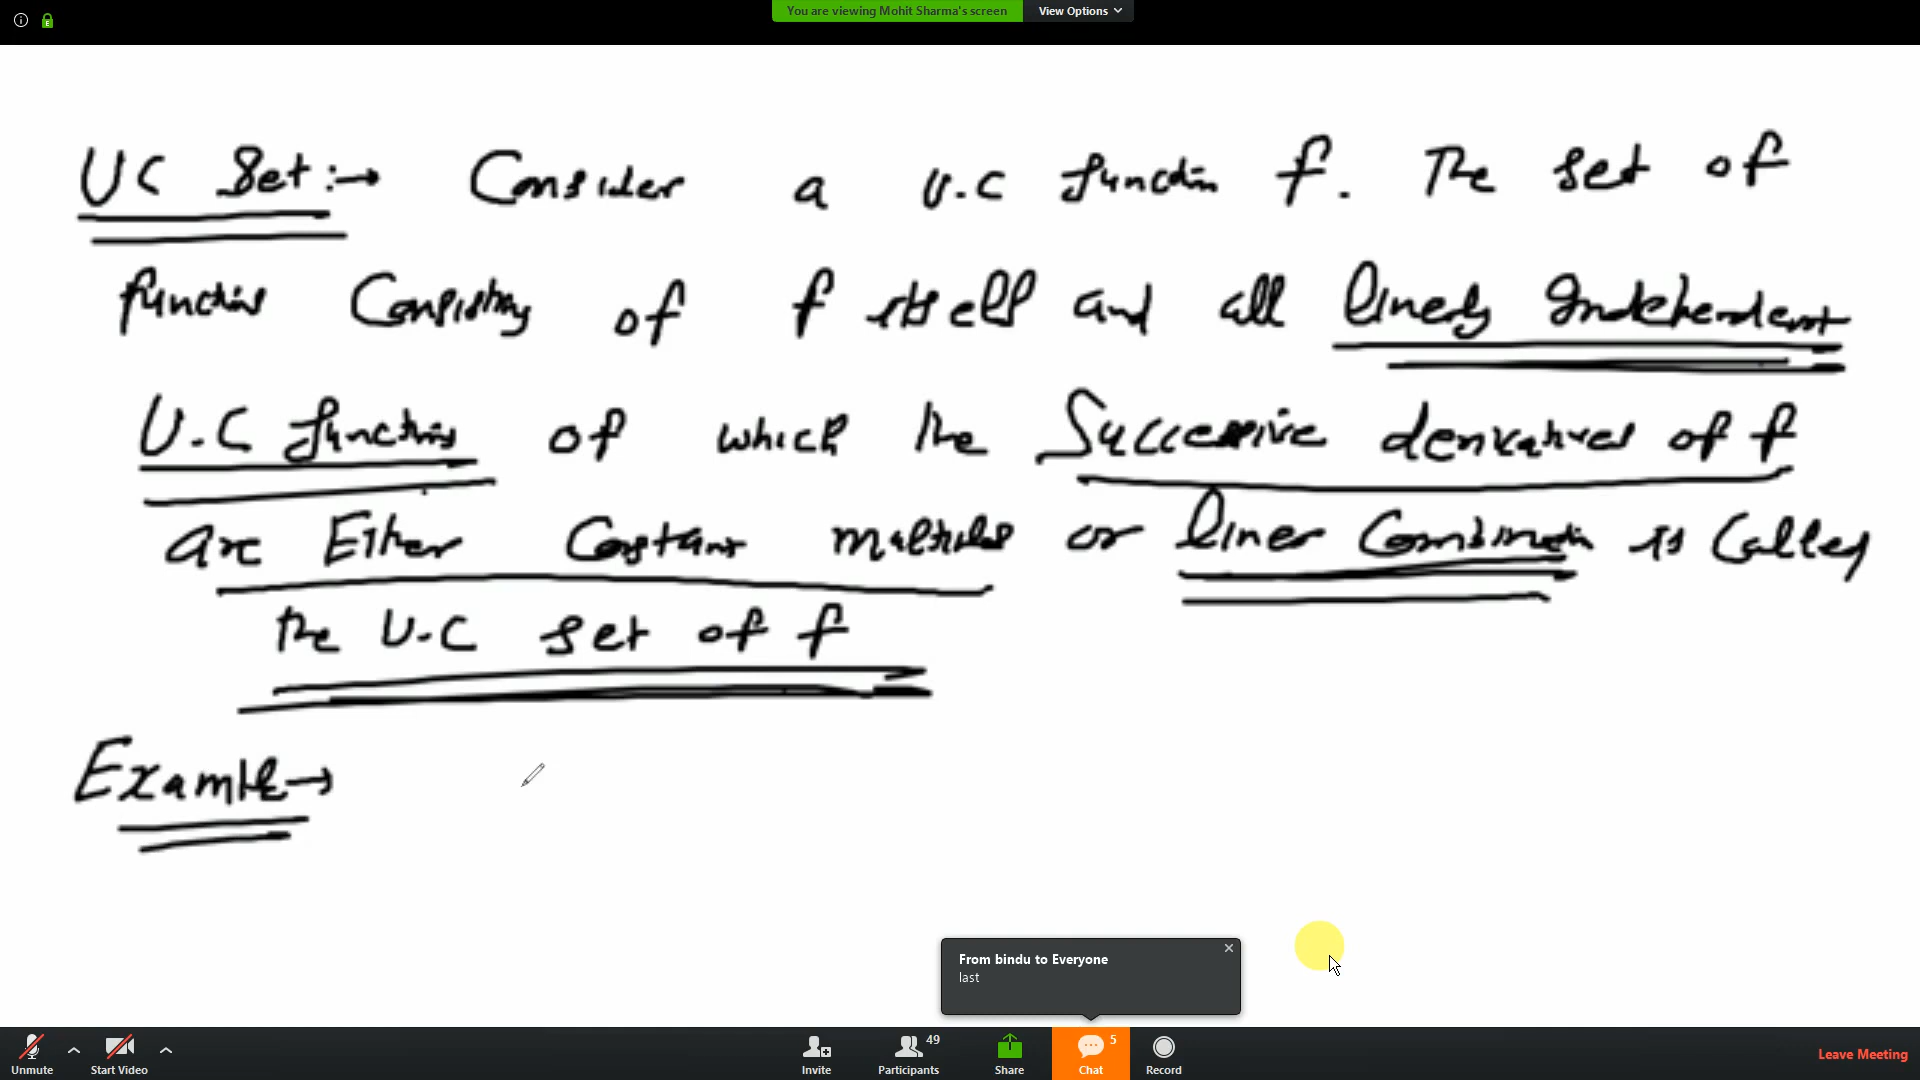 You are viewing Mohit Sharma's screen
View Options
UC Set:→ Consider a U.C function f. The set of
functions consisting of f itself and all linerly Independent
U.C functions of which the Successive derivatives of f
are Either Constant multiples or liner Combination is Called
the U.C set of f
Example→
From bindu to Everyone
last
49
5
Unmute
Start Video
Invite
Participants
Share
Chat
Record
Leave Meeting